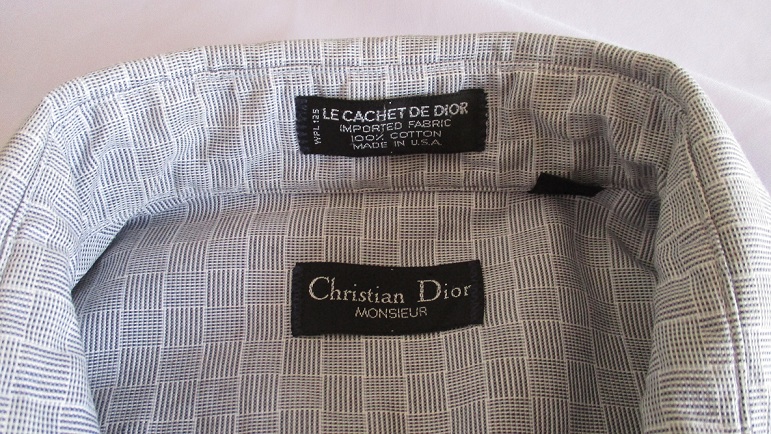 WPL 125
LE CACHET DE DIOR
IMPORTED FABRIC
100% COTTON
MADE IN U.S.A.
Christian Dior
MONSIEUR